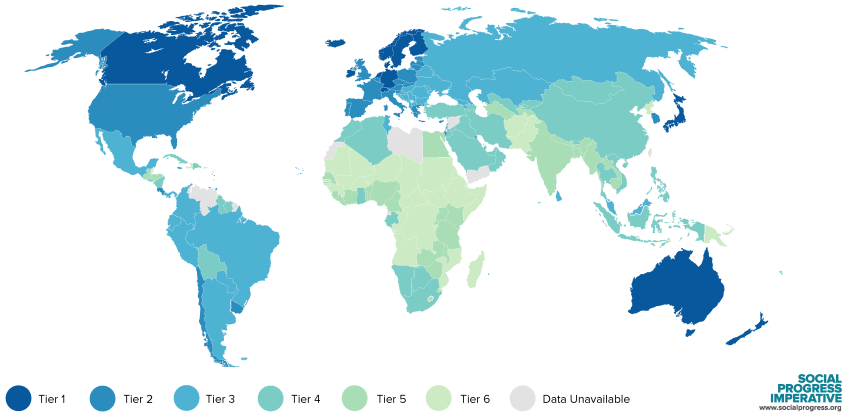 Tier 1
Tier 2
Tier 3
Tier 4
Tier 5
Tier 6
Data Unavailable
SOCIAL
PROGRESS
IMPERATIVE
www.socialprogress.org